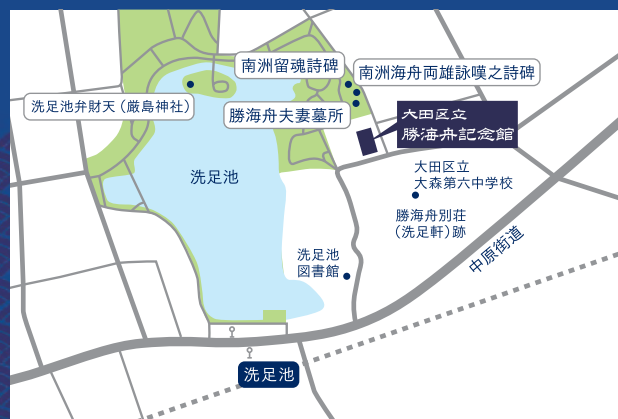 南洲留魂詩碑
南洲海舟両雄詠嘆之詩碑
洗足池弁財天（厳島神社）
勝海舟夫妻墓所
大田区立
勝海舟記念館
洗足池
大田区立
大森第六中学校
勝海舟別荘
（洗足軒）跡
中原街道
洗足池
図書館
洗足池